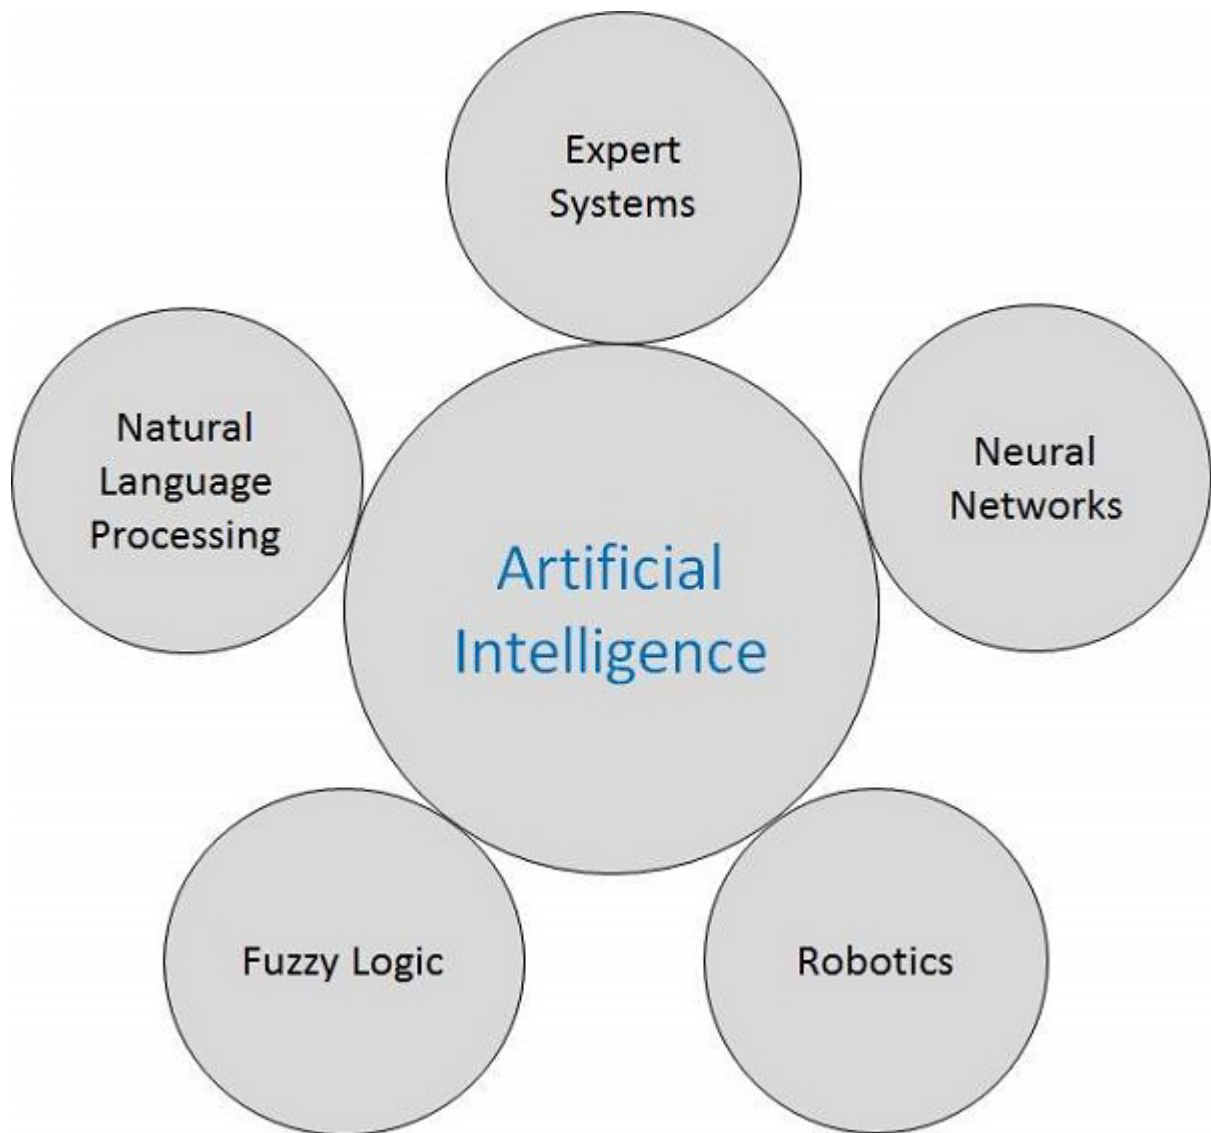 Expert
Systems
Natural
Language
Processing
Neural
Networks
Artificial
Intelligence
Fuzzy Logic
Robotics